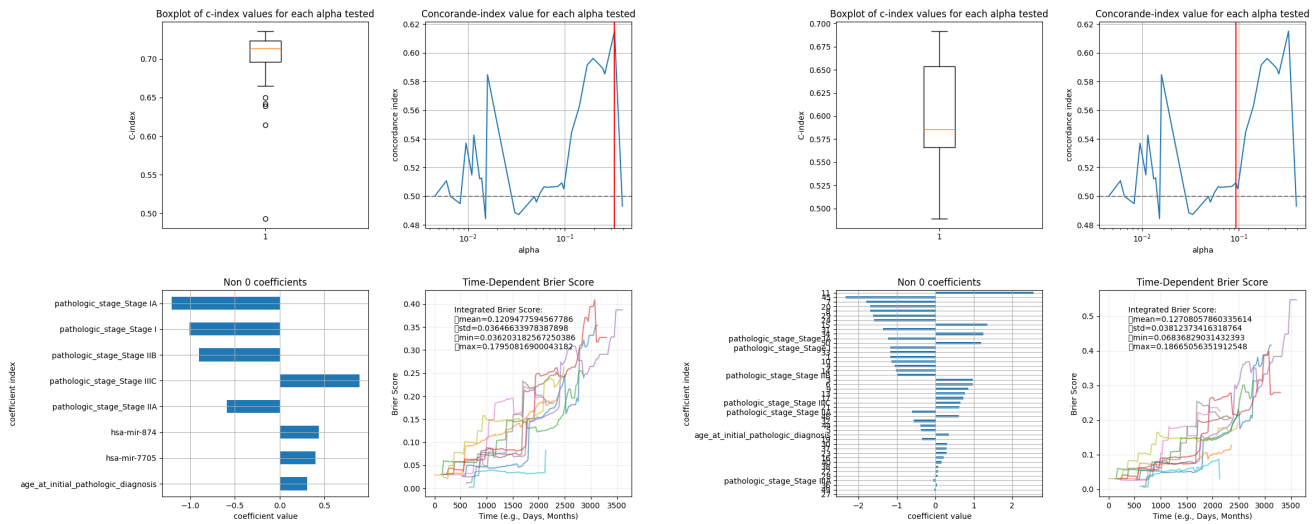 Boxplot of c-index values for each alpha tested
C-index
0.70
0.65
0.60
0.55
0.50
1
Concorande-index value for each alpha tested
concordance index
0.62
0.60
0.58
0.56
0.54
0.52
0.50
0.48
10⁻²
10⁻¹
alpha
Boxplot of c-index values for each alpha tested
C-index
0.700
0.675
0.650
0.625
0.600
0.575
0.550
0.525
0.500
1
Concorande-index value for each alpha tested
concordance index
0.62
0.60
0.58
0.56
0.54
0.52
0.50
0.48
10⁻²
10⁻¹
alpha
Non 0 coefficients
coefficient index
pathologic_stage_Stage IA
pathologic_stage_Stage I
pathologic_stage_Stage IIB
pathologic_stage_Stage IIIC
pathologic_stage_Stage IIA
hsa-mir-874
hsa-mir-7705
age_at_initial_pathologic_diagnosis
−1.0
−0.5
0.0
0.5
coefficient value
Time-Dependent Brier Score
Integrated Brier Score:
mean=0.1209477594567786
std=0.03646633978387898
min=0.036203182567250386
max=0.17950816900043182
Brier Score
0.40
0.35
0.30
0.25
0.20
0.15
0.10
0.05
0.00
0
500
1000
1500
2000
2500
3000
3500
Time (e.g., Days, Months)
Non 0 coefficients
coefficient index
11
age_at_initial_pathologic_diagnosis
27
−2
−1
0
1
2
coefficient value
Time-Dependent Brier Score
Integrated Brier Score:
mean=0.12708057860335614
std=0.03812373416318764
min=0.06836829031432393
max=0.18665056351912548
Brier Score
0.5
0.4
0.3
0.2
0.1
0.0
0
500
1000
1500
2000
2500
3000
3500
Time (e.g., Days, Months)